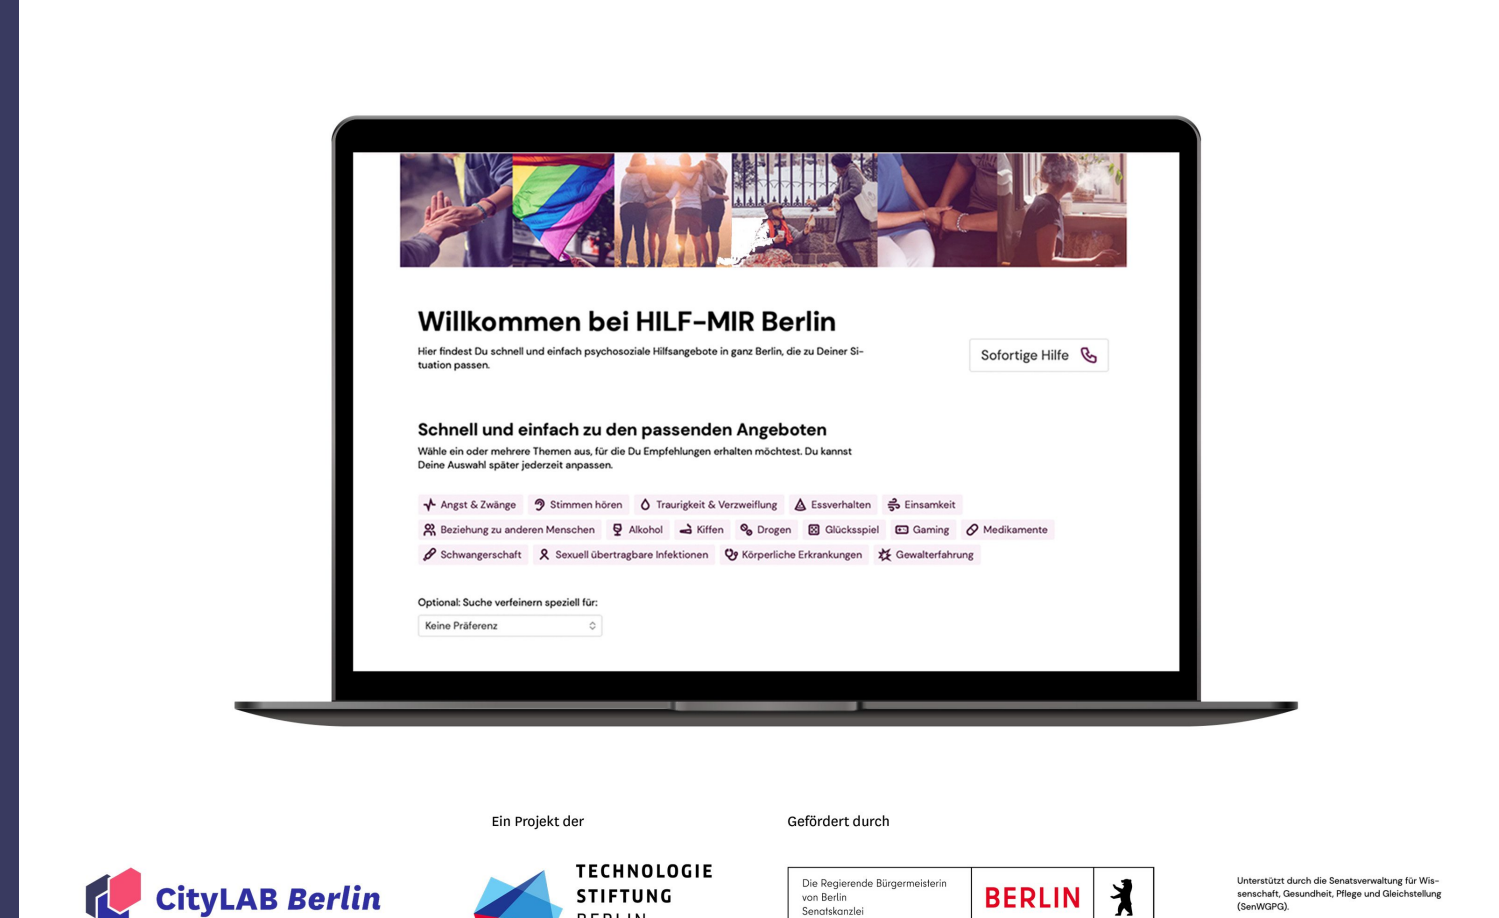 Willkommen bei HILF-MIR Berlin
Hier findest Du schnell und einfach psychosoziale Hilfsangebote in ganz Berlin, die zu Deiner Si-
tuation passen.
Sofortige Hilfe
Schnell und einfach zu den passenden Angeboten
Wähle ein oder mehrere Themen aus, für die Du Empfehlungen erhalten möchtest. Du kannst
Deine Auswahl später jederzeit anpassen.
Angst & Zwänge Stimmen hören Traurigkeit & Verzweiflung Essverhalten Einsamkeit
Beziehung zu anderen Menschen Alkohol Kiffen Drogen Glücksspiel Gaming Medikamente
Schwangerschaft Sexuell übertragbare Infektionen Körperliche Erkrankungen Gewalterfahrung
Optional: Suche verfeinern speziell für:
Keine Präferenz
Ein Projekt der
Gefördert durch
CityLAB Berlin
TECHNOLOGIE
STIFTUNG
BERLIN
Die Regierende Bürgermeisterin
von Berlin
Senatskanzlei
BERLIN
Unterstützt durch die Senatsverwaltung für Wis-
senschaft, Gesundheit, Pflege und Gleichstellung
(SenWGPG).